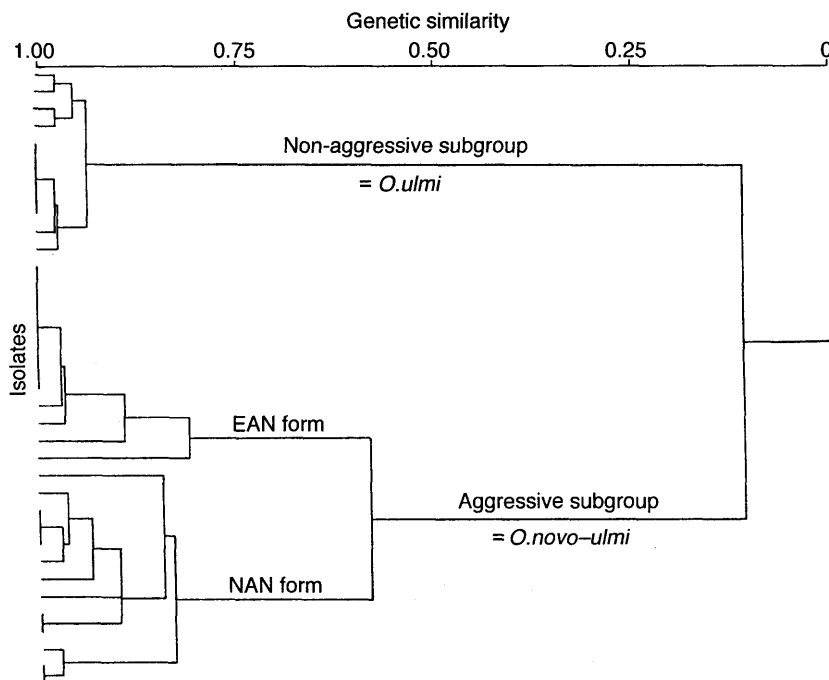 Genetic similarity
1.00 0.75 0.50 0.25 0
Non-aggressive subgroup
= O.ulmi
Isolates
EAN form
Aggressive subgroup
= O.novo–ulmi
NAN form